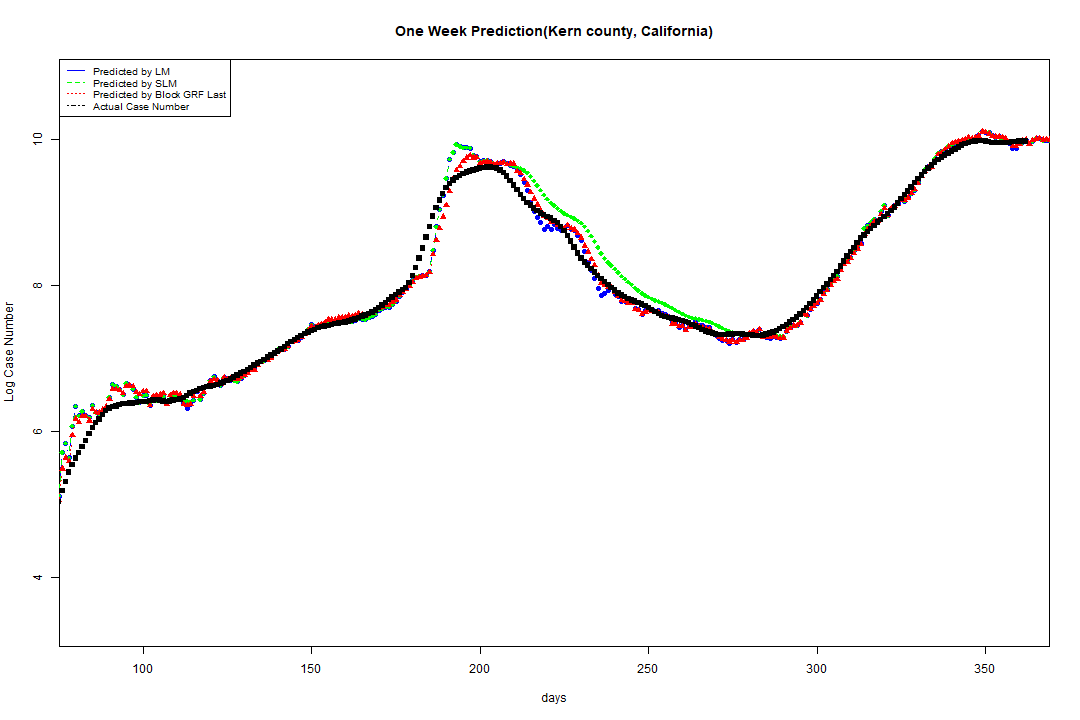 One Week Prediction(Kern county, California)
Predicted by LM
Predicted by SLM
Predicted by Block GRF Last
Actual Case Number
10
8
6
4
Log Case Number
100 150 200 250 300 350
days